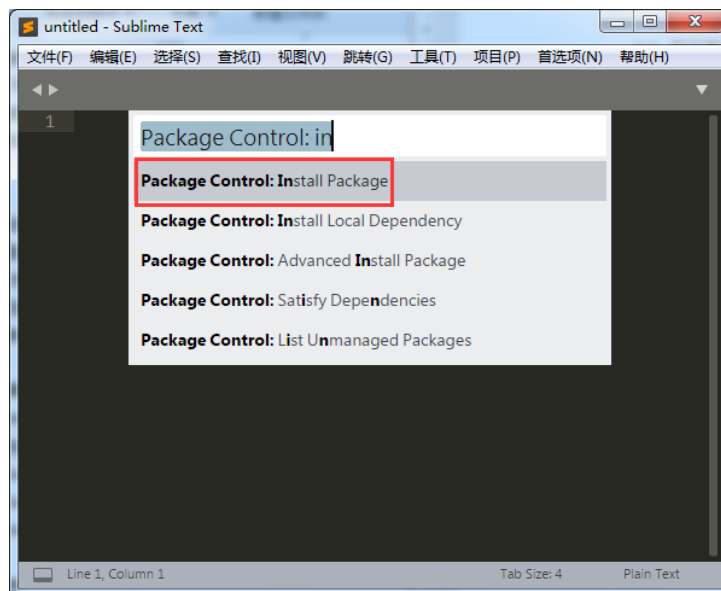 untitled - Sublime Text
文件(F) 编辑(E) 选择(S) 查找(I) 视图(V) 跳转(G) 工具(T) 项目(P) 首选项(N) 帮助(H)
1
Package Control: in
Package Control: Install Package
Package Control: Install Local Dependency
Package Control: Advanced Install Package
Package Control: Satisfy Dependencies
Package Control: List Unmanaged Packages
Line 1, Column 1 Tab Size: 4 Plain Text